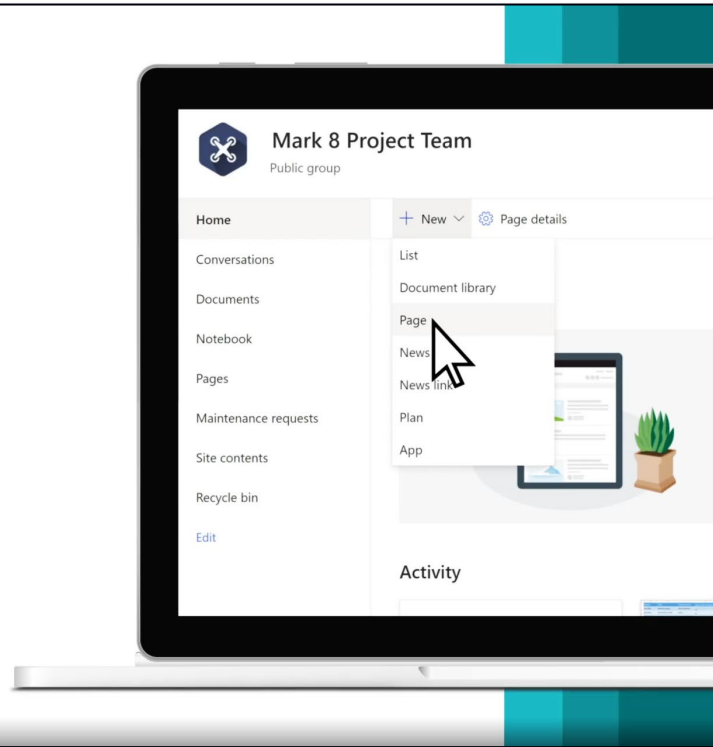 Mark 8 Project Team
Public group
Home
Conversations
Documents
Notebook
Pages
Maintenance requests
Site contents
Recycle bin
Edit
New
Page details
List
Document library
Page
News
News link
Plan
App
Activity